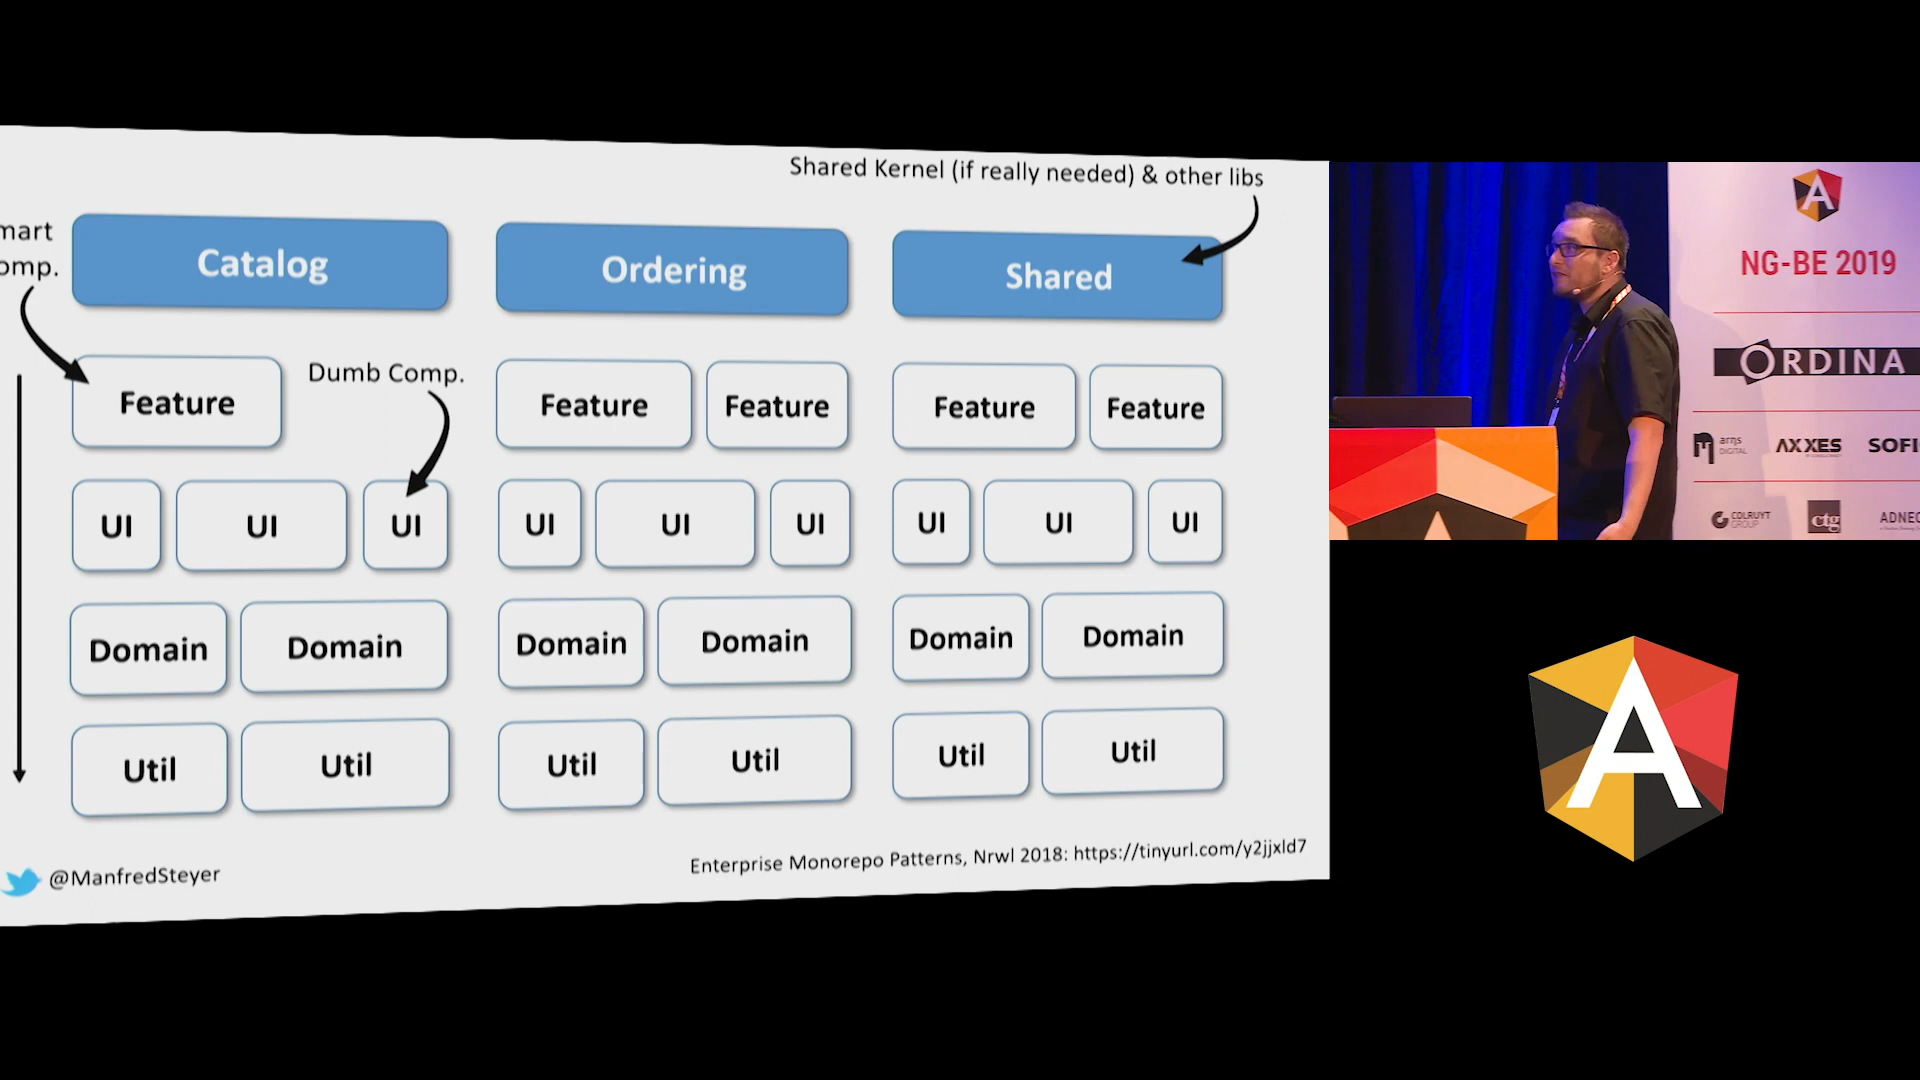 Shared Kernel (if really needed) & other libs
mart
omp.
Catalog
Ordering
Shared
Dumb Comp.
Feature
Feature
Feature
Feature
Feature
UI
UI
UI
UI
UI
UI
UI
UI
UI
Domain
Domain
Domain
Domain
Domain
Domain
Util
Util
Util
Util
Util
Util
@ManfredSteyer
Enterprise Monorepo Patterns, Nrwl 2018: https://tinyurl.com/y2jjxld7
A
NG-BE 2019
ORDINA
arηs
DIGITAL
AXXES
SOFI
COLRUYT
GROUP
ctg
ADNEC
A